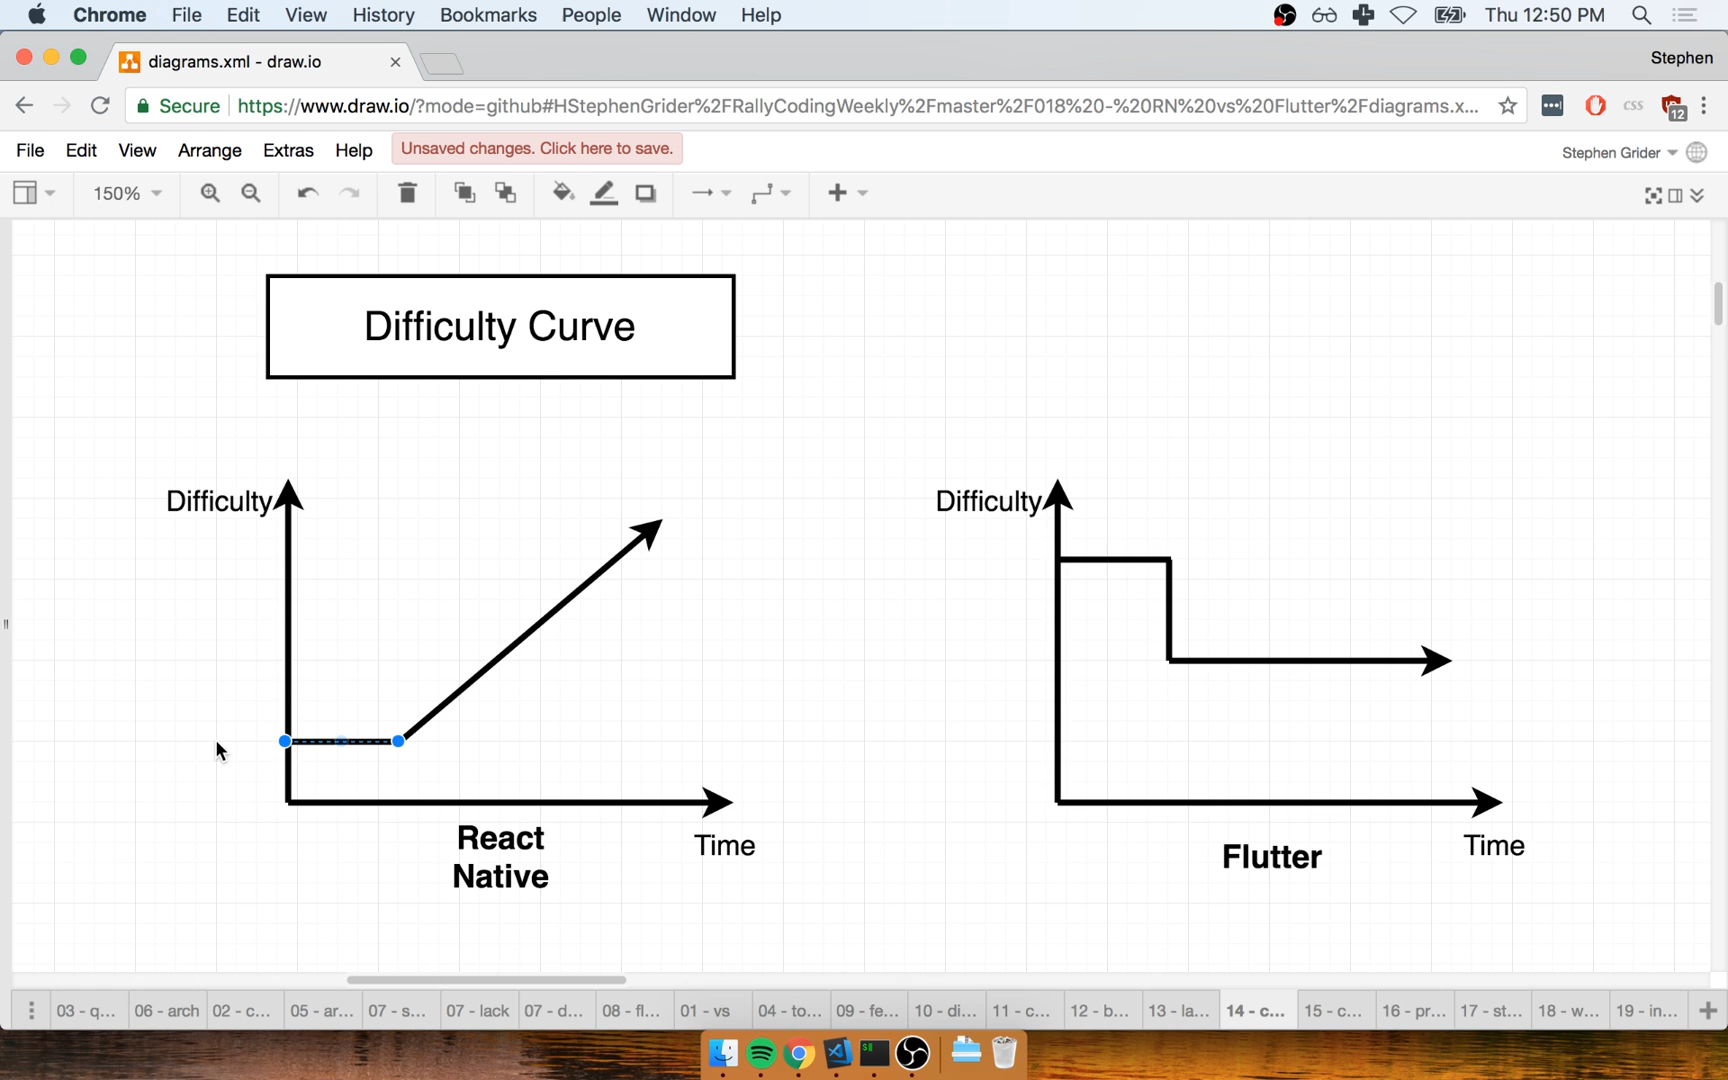 Chrome File Edit View History Bookmarks People Window Help Thu 12:50 PM
diagrams.xml - draw.io Stephen
Secure https://www.draw.io/?mode=github#HStephenGrider%2FRallyCodingWeekly%2Fmaster%2F018%20-%20RN%20vs%20Flutter%2Fdiagrams.x... css 12
File Edit View Arrange Extras Help Unsaved changes. Click here to save. Stephen Grider
150%
Difficulty Curve
Difficulty Difficulty
React
Native
Time
Flutter
Time
03 - q... 06 - arch 02 - c... 05 - ar... 07 - s... 07 - lack 07 - d... 08 - fl... 01 - vs 04 - to... 09 - fe... 10 - di... 11 - c... 12 - b... 13 - la... 14 - c... 15 - c... 16 - pr... 17 - st... 18 - w... 19 - in...